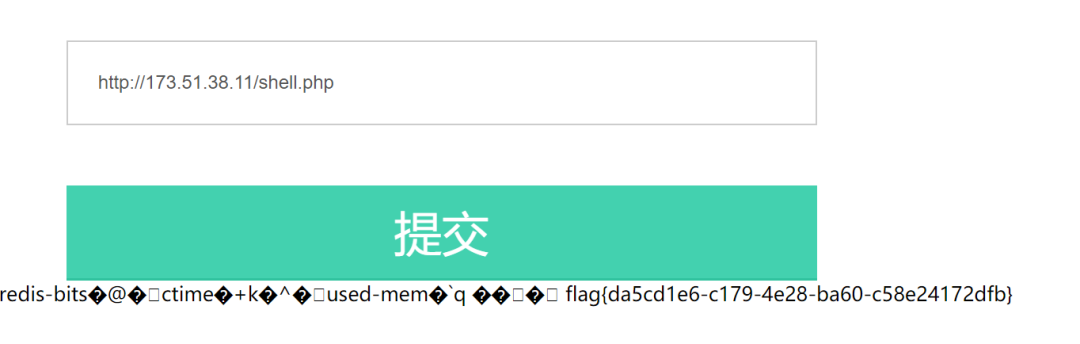 http://173.51.38.11/shell.php
提交
redis-bits�@�□ctime�+k�^�□used-mem�`q ��□�□ flag{da5cd1e6-c179-4e28-ba60-c58e24172dfb}